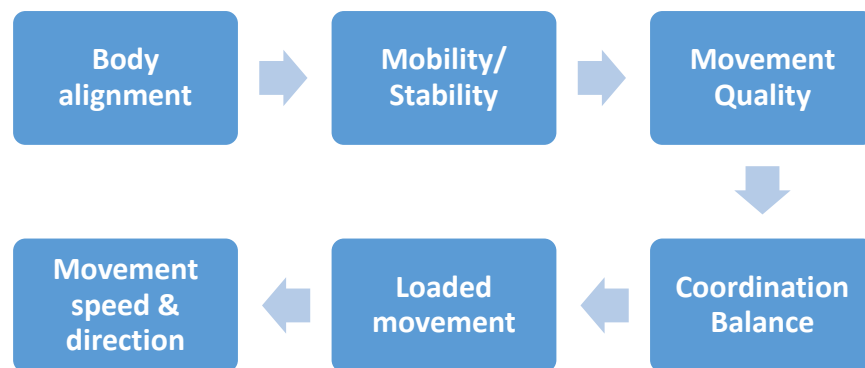 Body
alignment
Mobility/
Stability
Movement
Quality
Movement
speed &
direction
Loaded
movement
Coordination
Balance